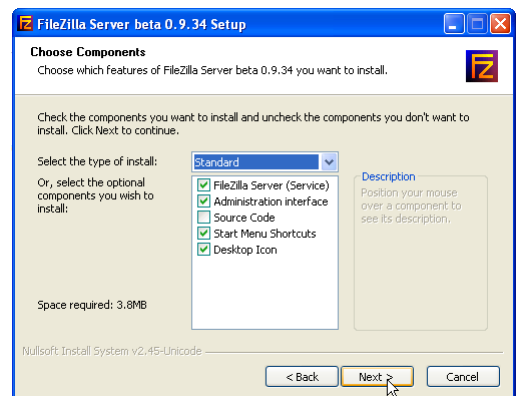 FileZilla Server beta 0.9.34 Setup
Choose Components
Choose which features of FileZilla Server beta 0.9.34 you want to install.
FZ
Check the components you want to install and uncheck the components you don't want to
install. Click Next to continue.
Select the type of install:
Standard
Or, select the optional
components you wish to
install:
FileZilla Server (Service)
Administration interface
Source Code
Start Menu Shortcuts
Desktop Icon
Description
Position your mouse
over a component to
see its description.
Space required: 3.8MB
Nullsoft Install System v2.45-Unicode
< Back
Next >
Cancel